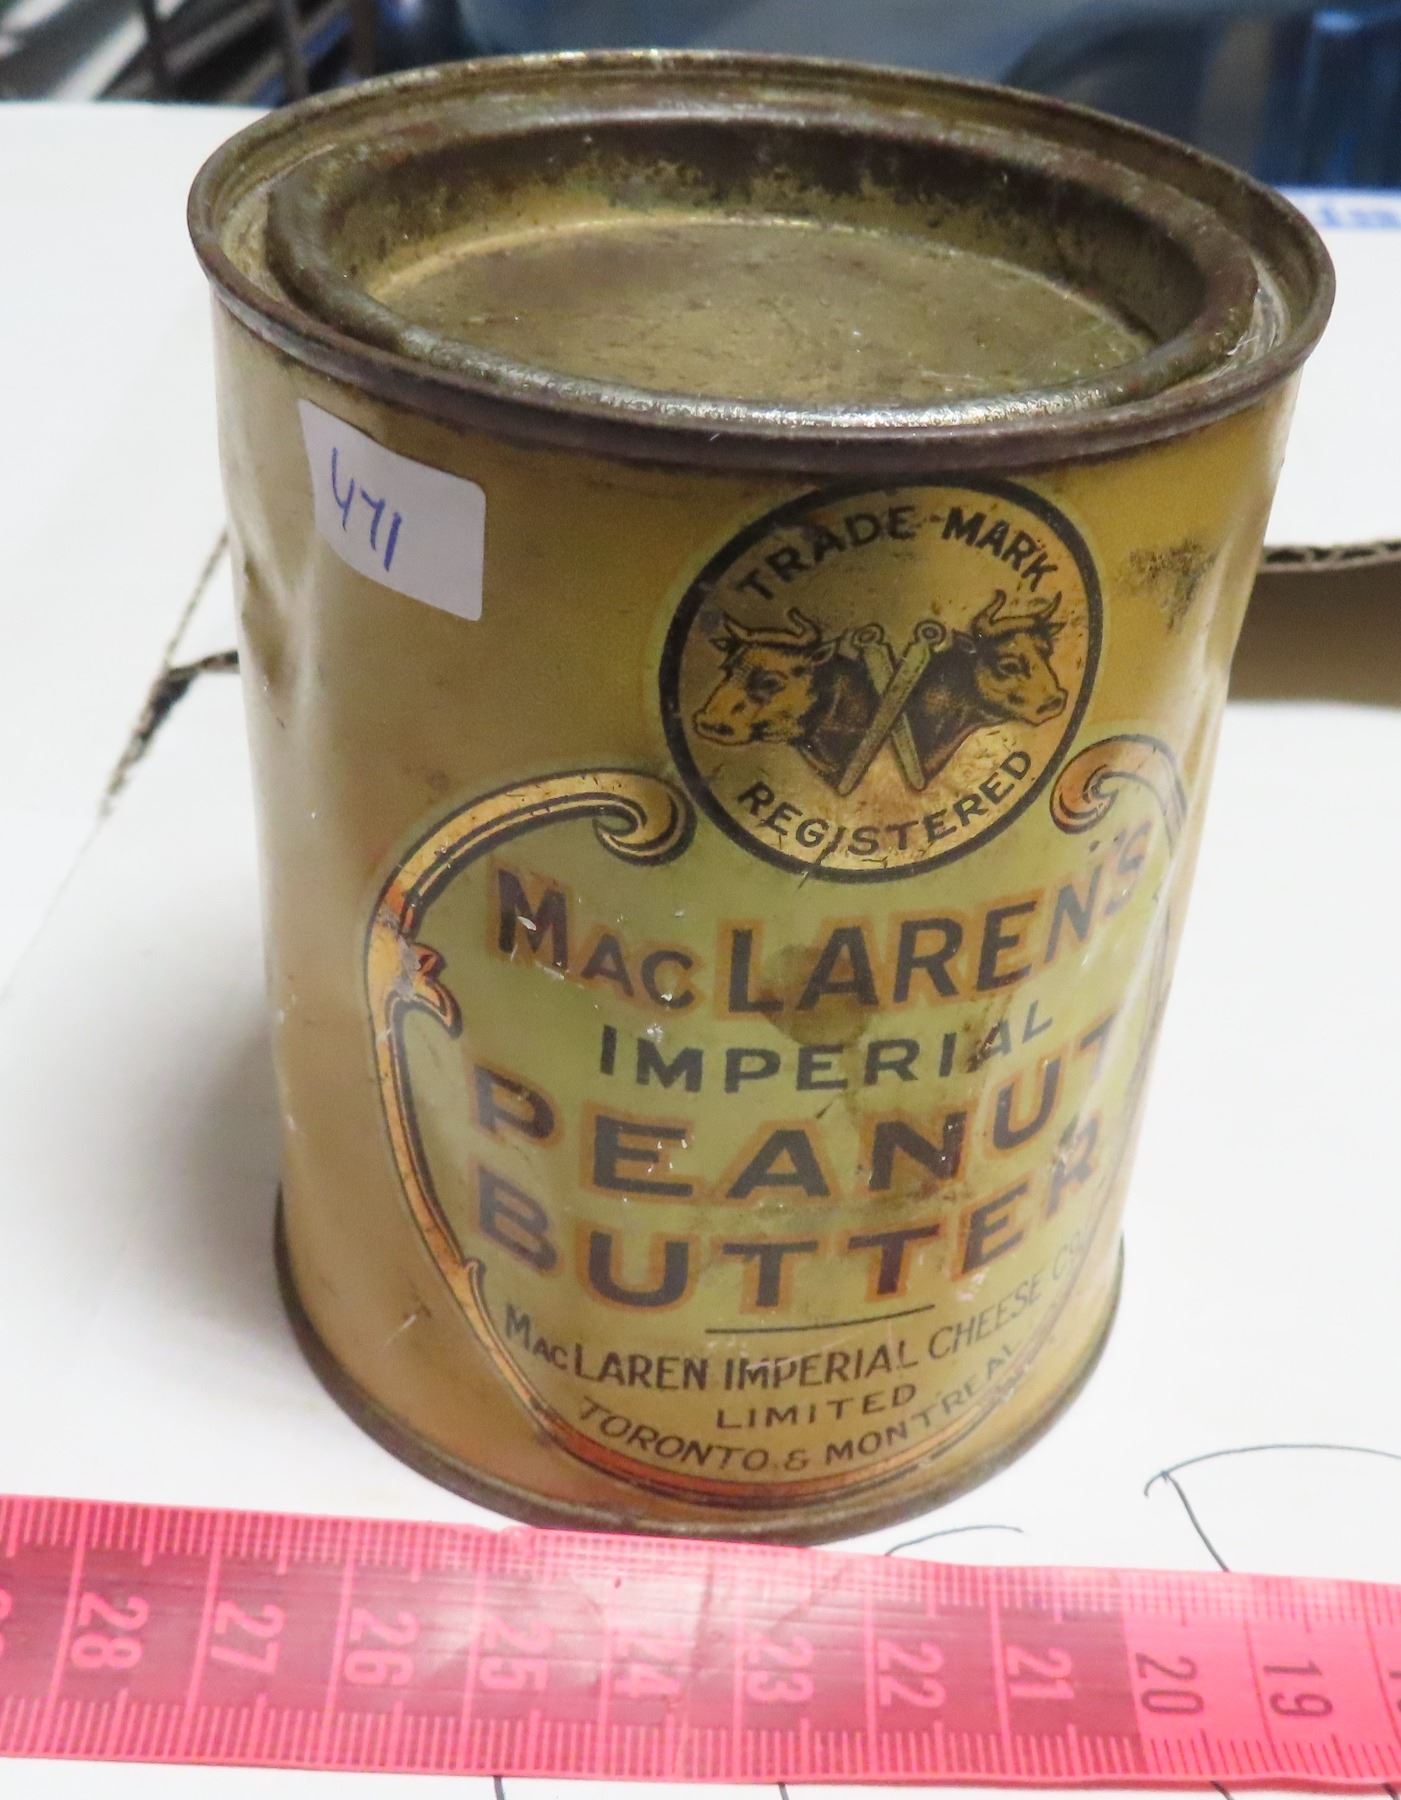 471
TRADE-MARK
REGISTERED
MACLAREN'S
IMPERIAL
PEANUT
BUTTER
MACLAREN IMPERIAL CHEESE CO.
LIMITED
TORONTO & MONTREAL
28 27 26 25 24 23 22 21 20 19